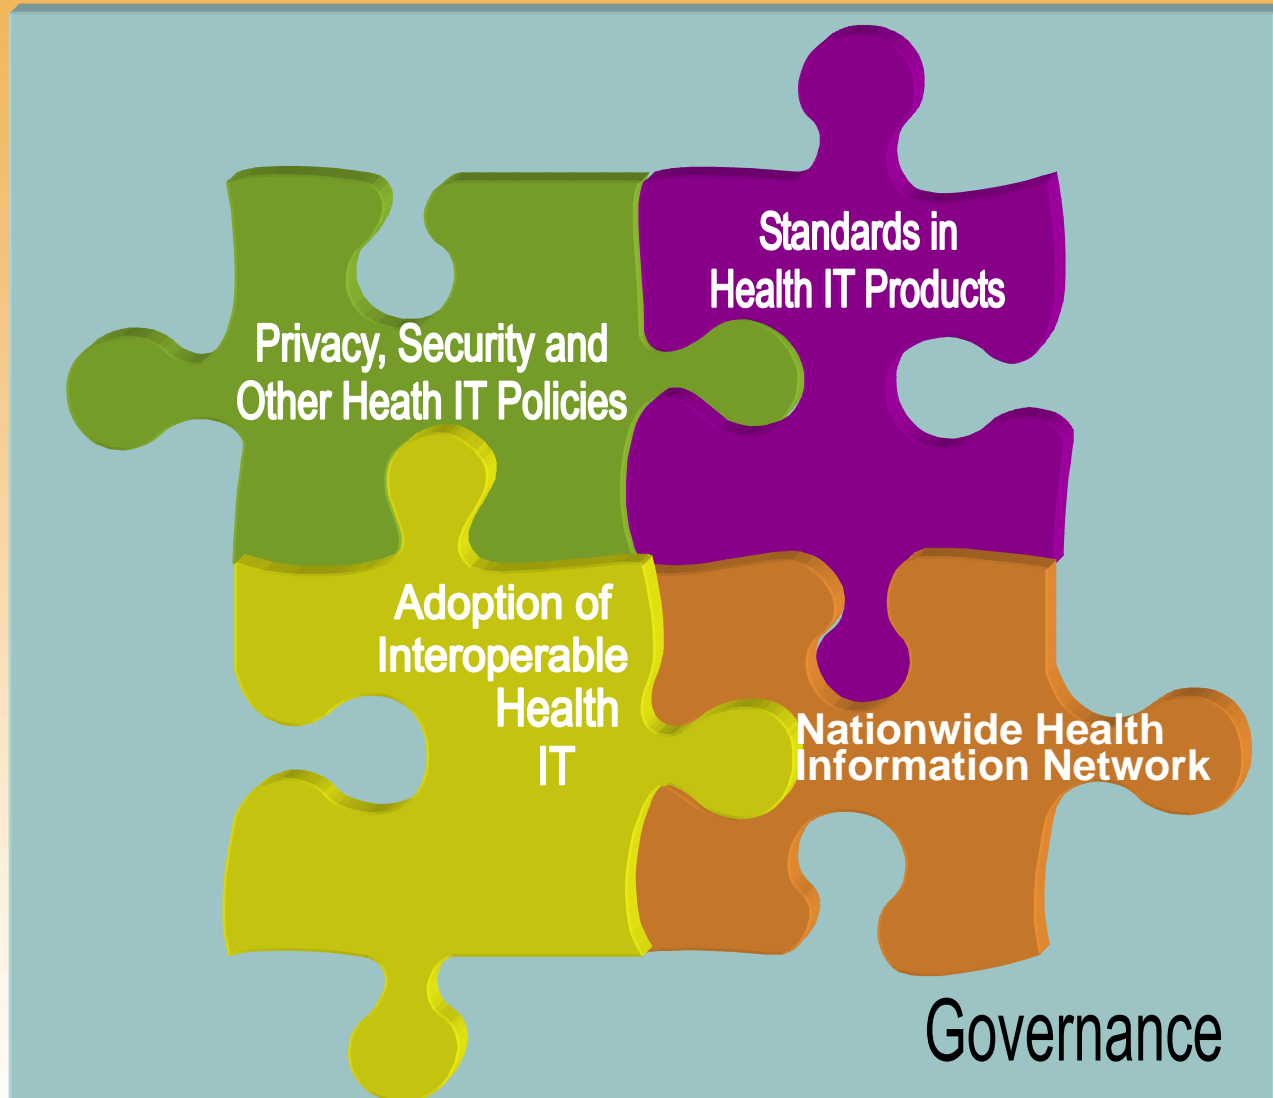 Standards in
Health IT Products
Privacy, Security and
Other Heath IT Policies
Adoption of
Interoperable
Health
IT
Nationwide Health
Information Network
Governance